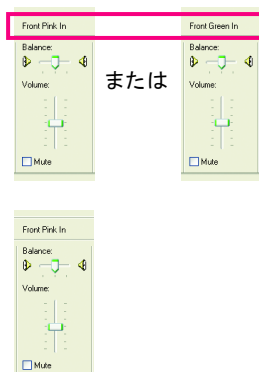 Front Pink In
Front Green In
Balance:
Balance:
または
Volume:
Volume:
Mute
Mute
Front Pink In
Balance:
Volume:
Mute